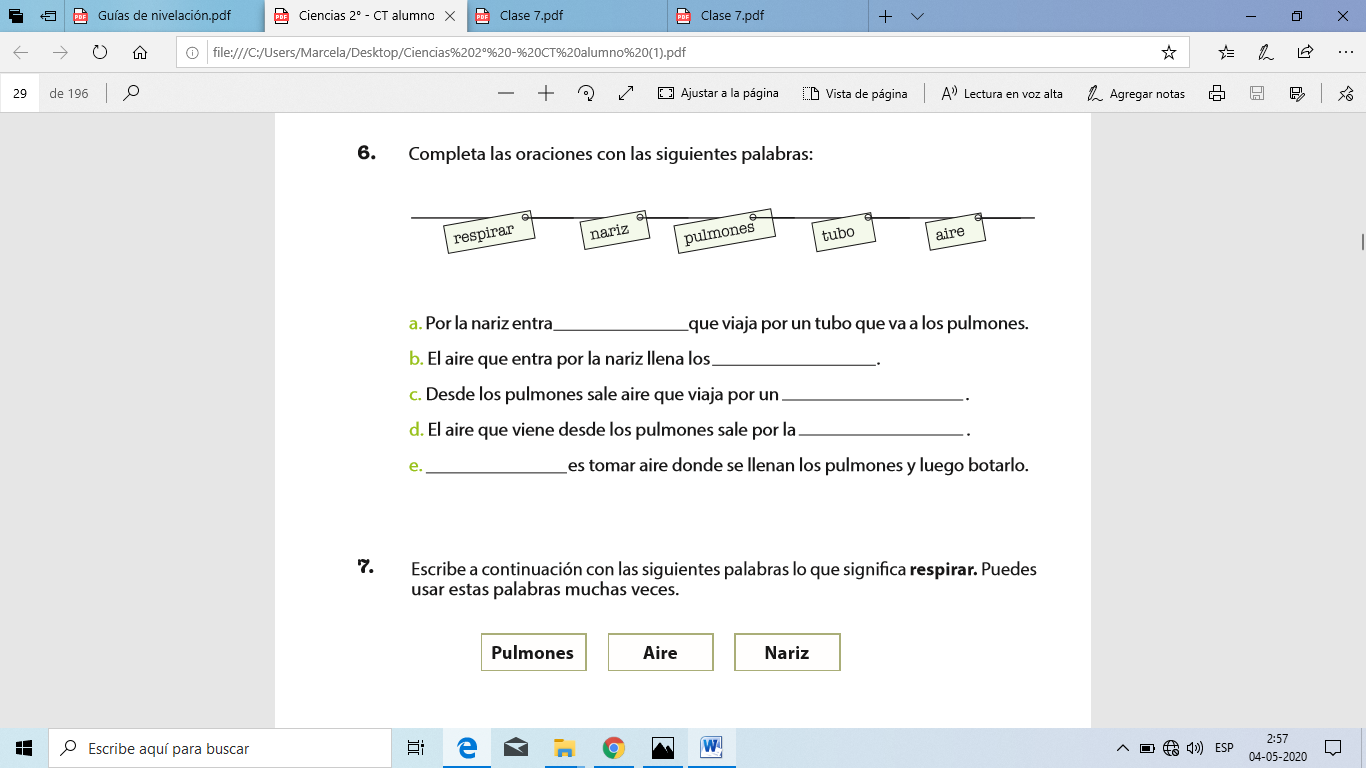 Guías de nivelación.pdf
Ciencias 2° - CT alumno
Clase 7.pdf
Clase 7.pdf
file:///C:/Users/Marcela/Desktop/Ciencias%202°%20-%20CT%20alumno%20(1).pdf
29 de 196
Ajustar a la página
Vista de página
Lectura en voz alta
Agregar notas
6. Completa las oraciones con las siguientes palabras:
respirar nariz pulmones tubo aire
a. Por la nariz entra_______________que viaja por un tubo que va a los pulmones.
b. El aire que entra por la nariz llena los__________________.
c. Desde los pulmones sale aire que viaja por un ____________________.
d. El aire que viene desde los pulmones sale por la __________________.
e. _______________es tomar aire donde se llenan los pulmones y luego botarlo.
7. Escribe a continuación con las siguientes palabras lo que significa respirar. Puedes
usar estas palabras muchas veces.
Pulmones Aire Nariz
Escribe aquí para buscar
ESP
2:57
04-05-2020